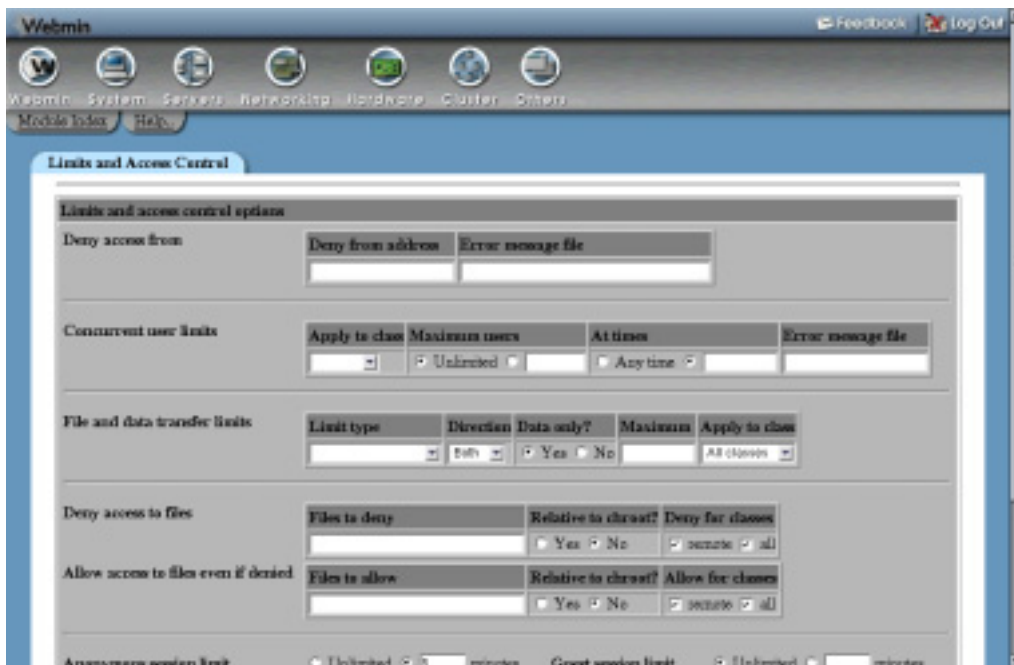 Webmin
Feedback Log Out
Webmin System Servers Networking Hardware Cluster Others
Module Index Help..
Limits and Access Control
Limits and access control options
Deny access from Deny from address Error message file
Concurrent user limits Apply to class Maximum users At times Error message file
Unlimited Any time
File and data transfer limits Limit type Direction Data only? Maximum Apply to class
Both Yes No All classes
Deny access to files Files to deny Relative to chroot? Deny for classes
Yes No remote all
Allow access to files even if denied Files to allow Relative to chroot? Allow for classes
Yes No remote all
Anonymous session limit Unlimited minutes Guest session limit Unlimited minutes